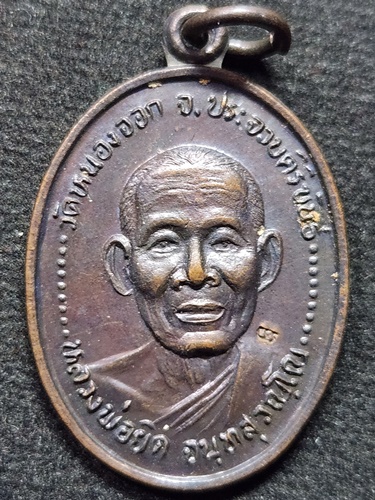 วัดหนองจอก จ.ประจวบคีรีขันธ์
หลวงพ่อยิด จนฺทสุวณฺโณ